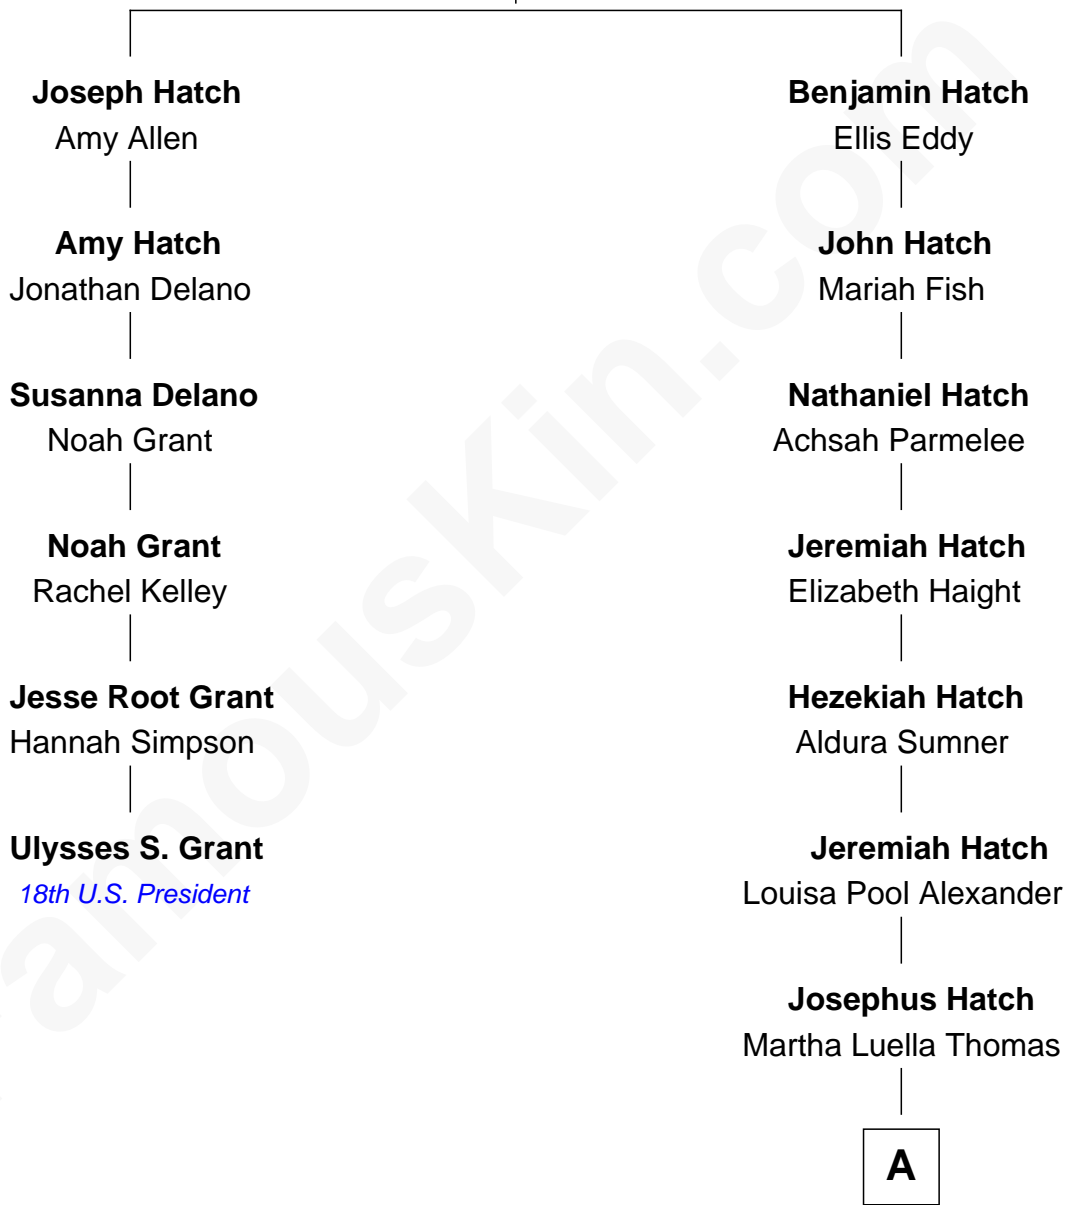 Joseph Hatch
Amy Allen
Benjamin Hatch
Ellis Eddy
Amy Hatch
Jonathan Delano
John Hatch
Mariah Fish
Susanna Delano
Noah Grant
Nathaniel Hatch
Achsah Parmelee
Noah Grant
Rachel Kelley
Jeremiah Hatch
Elizabeth Haight
Jesse Root Grant
Hannah Simpson
Hezekiah Hatch
Aldura Sumner
Ulysses S. Grant
18th U.S. President
Jeremiah Hatch
Louisa Pool Alexander
Josephus Hatch
Martha Luella Thomas
A
amouskin.com